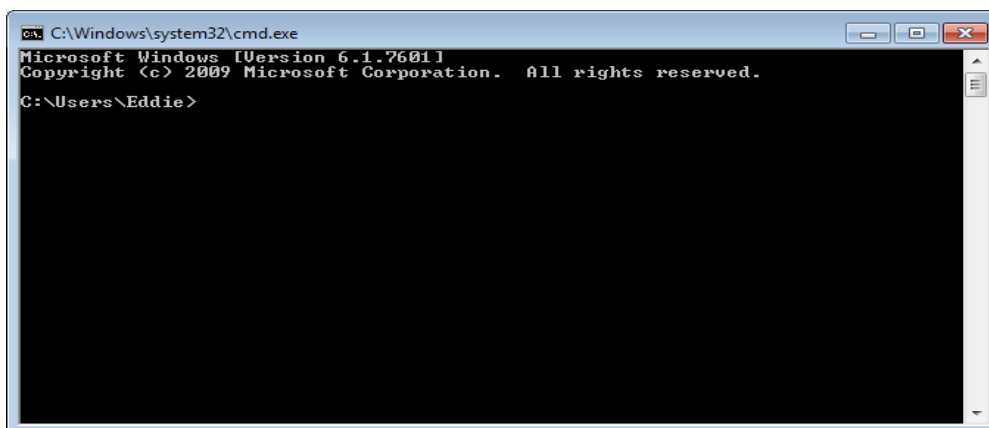 C:\Windows\system32\cmd.exe
Microsoft Windows [Version 6.1.7601]
Copyright (c) 2009 Microsoft Corporation.  All rights reserved.
C:\Users\Eddie>